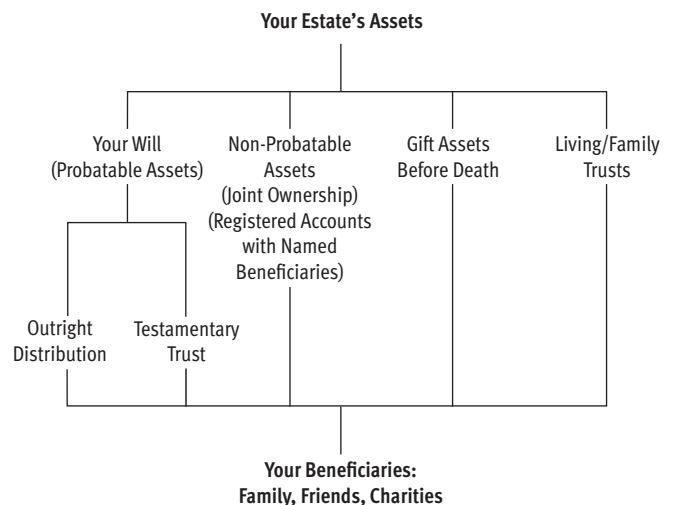 Your Estate's Assets
Your Will
(Probatable Assets)
Non-Probatable
Assets
(Joint Ownership)
(Registered Accounts
with Named
Beneficiaries)
Gift Assets
Before Death
Living/Family
Trusts
Outright
Distribution
Testamentary
Trust
Your Beneficiaries:
Family, Friends, Charities